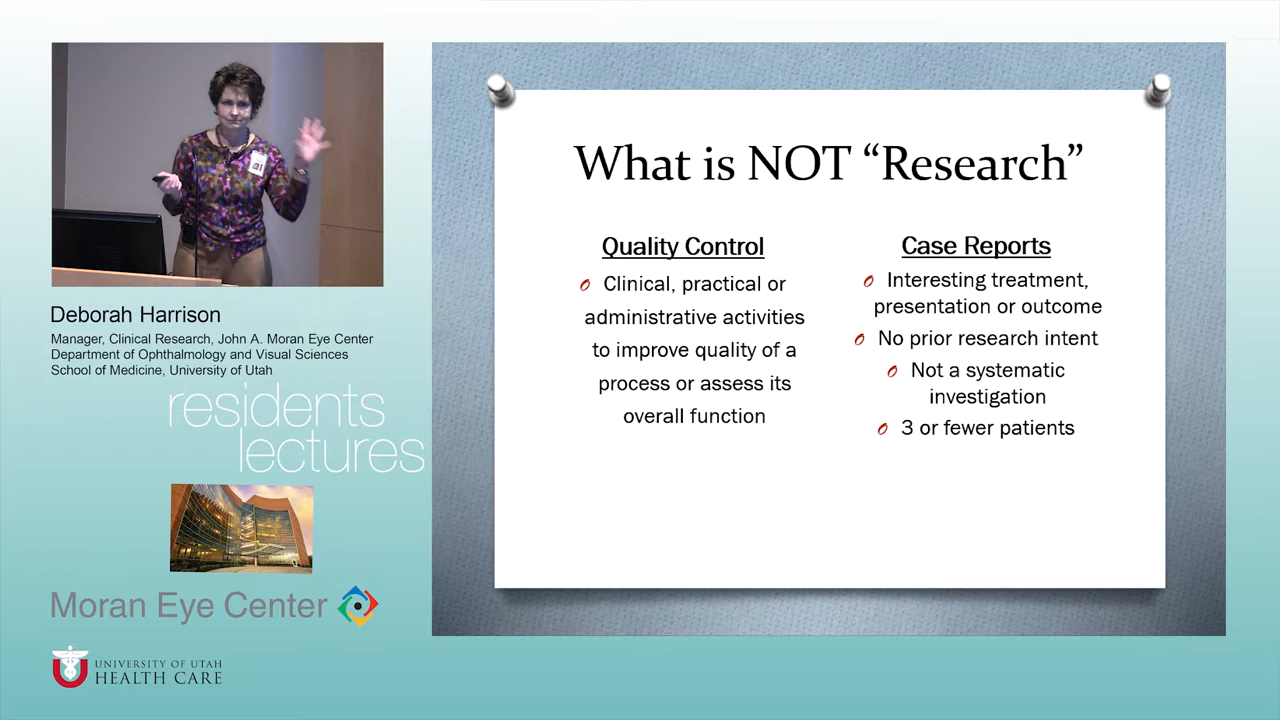 Deborah Harrison
Manager, Clinical Research, John A. Moran Eye Center
Department of Ophthalmology and Visual Sciences
School of Medicine, University of Utah
residents
lectures
Moran Eye Center
UNIVERSITY OF UTAH
HEALTH CARE
What is NOT “Research”
Quality Control
Clinical, practical or
administrative activities
to improve quality of a
process or assess its
overall function
Case Reports
Interesting treatment,
presentation or outcome
No prior research intent
Not a systematic
investigation
3 or fewer patients